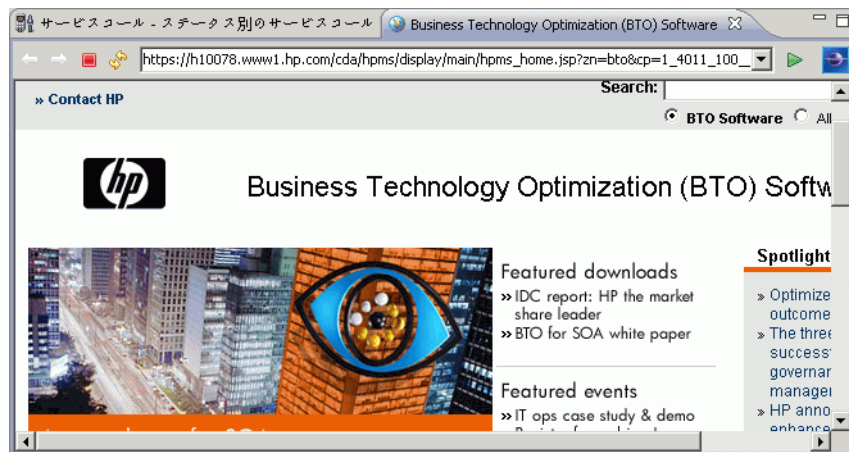 サービスコール - ステータス別のサービスコール
Business Technology Optimization (BTO) Software
https://h10078.www1.hp.com/cda/hpms/display/main/hpms_home.jsp?zn=bto&cp=1_4011_100__
» Contact HP
Search:
BTO Software
All
hp
Business Technology Optimization (BTO) Softw
Featured downloads
» IDC report: HP the market
share leader
» BTO for SOA white paper
Featured events
» IT ops case study & demo
Spotlight
» Optimize
outcome
» The three
success
governan
manager
» HP anno
enhance